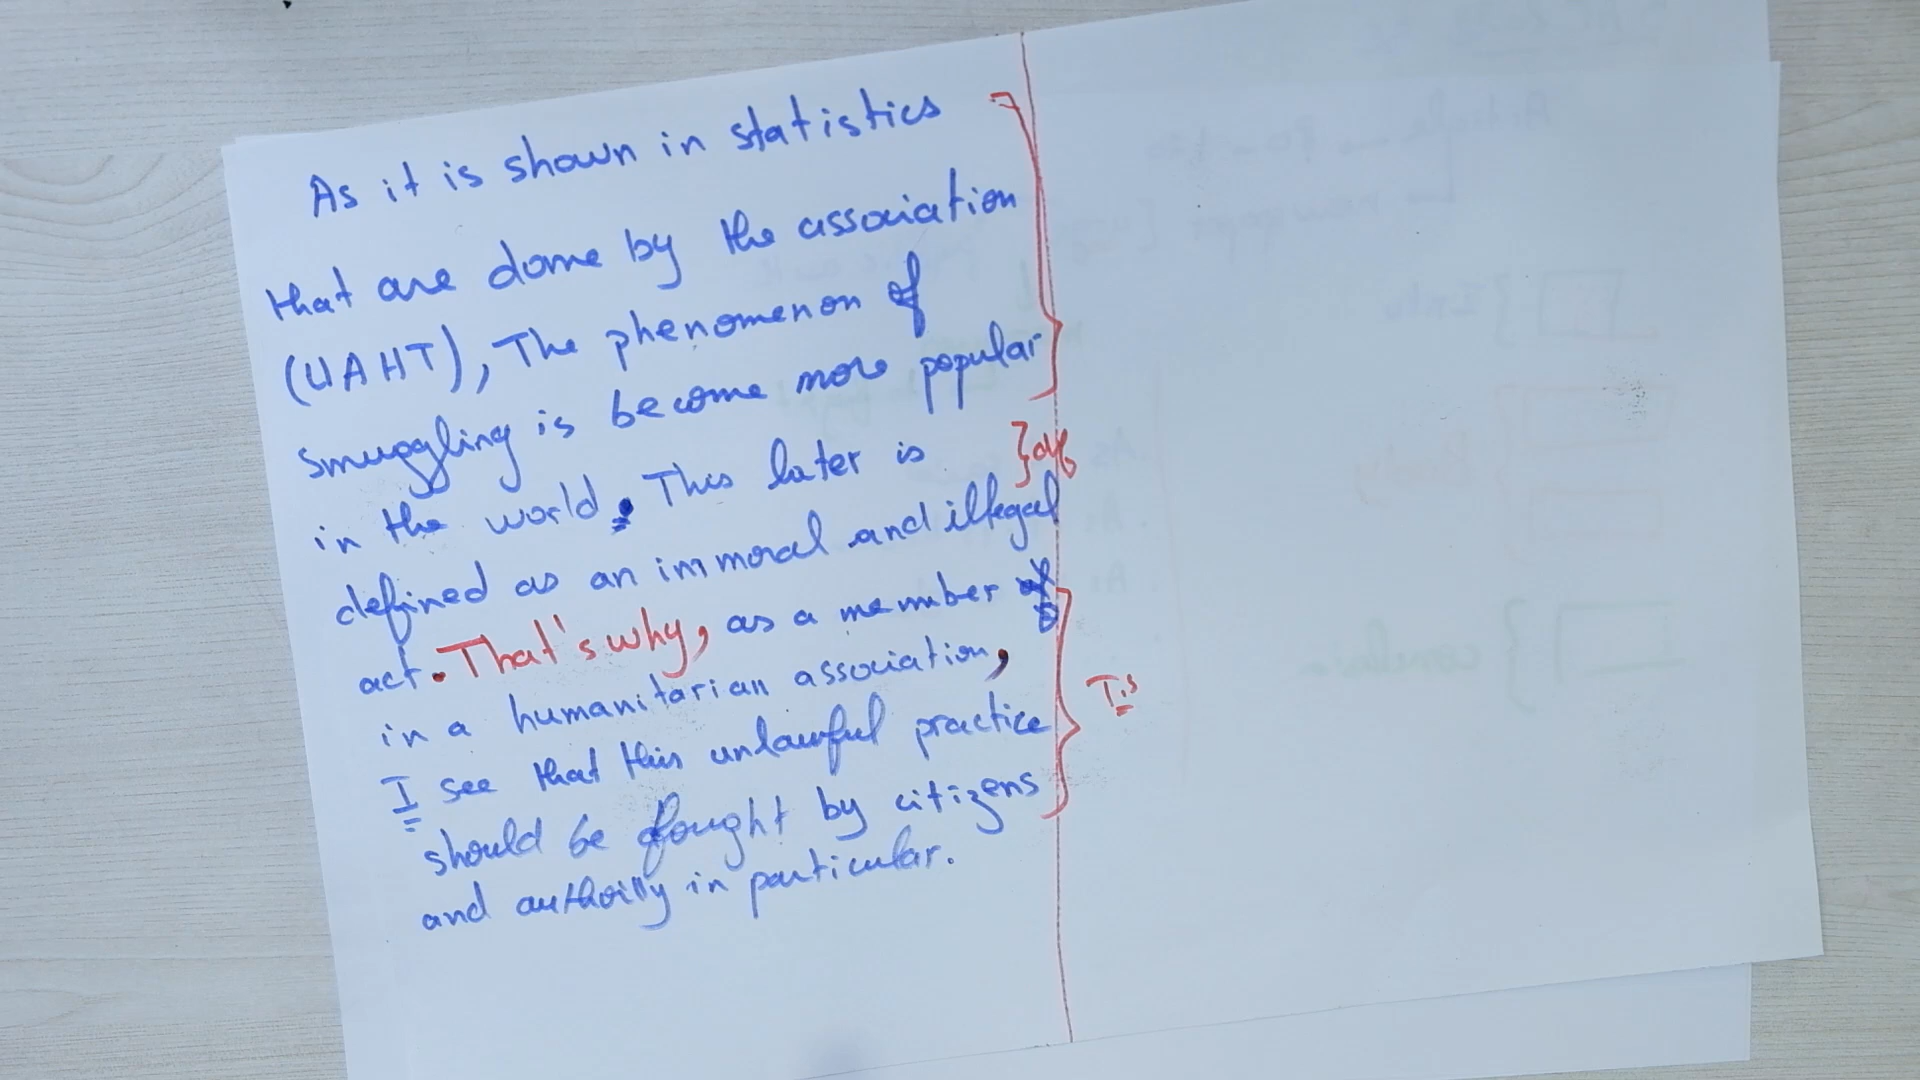 As it is shown in statistics
that are done by the association
(UAHT), The phenomenon of
smuggling is become more popular
in the world. This later is
} def
defined as an immoral and illegal
act. That's why, as a member
in a humanitarian association,
T.S
I see that this unlawful practice
should be fought by citizens
and authority in particular.